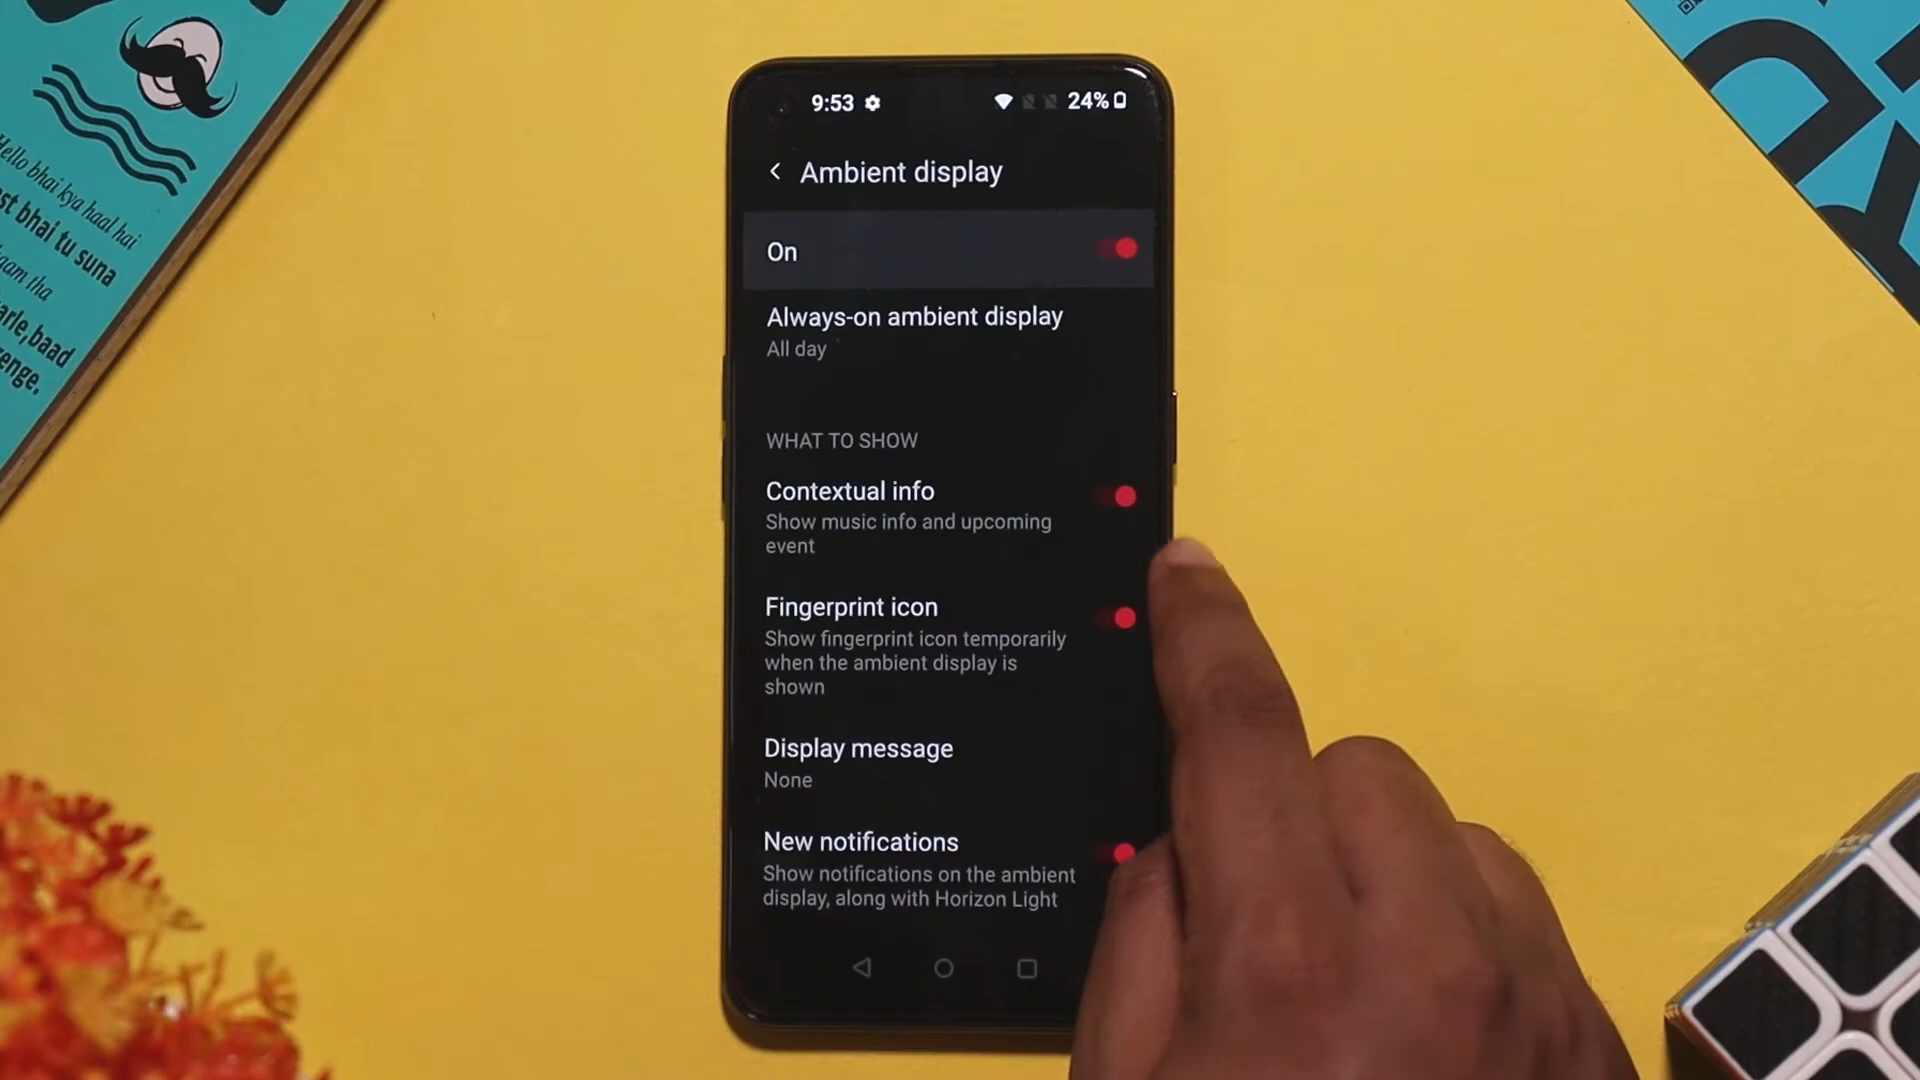 Hello bhai kya haal hai
bhai tu suna
tha
baad
9:53
24%
Ambient display
On
Always-on ambient display
All day
WHAT TO SHOW
Contextual info
Show music info and upcoming
event
Fingerprint icon
Show fingerprint icon temporarily
when the ambient display is
shown
Display message
None
New notifications
Show notifications on the ambient
display, along with Horizon Light